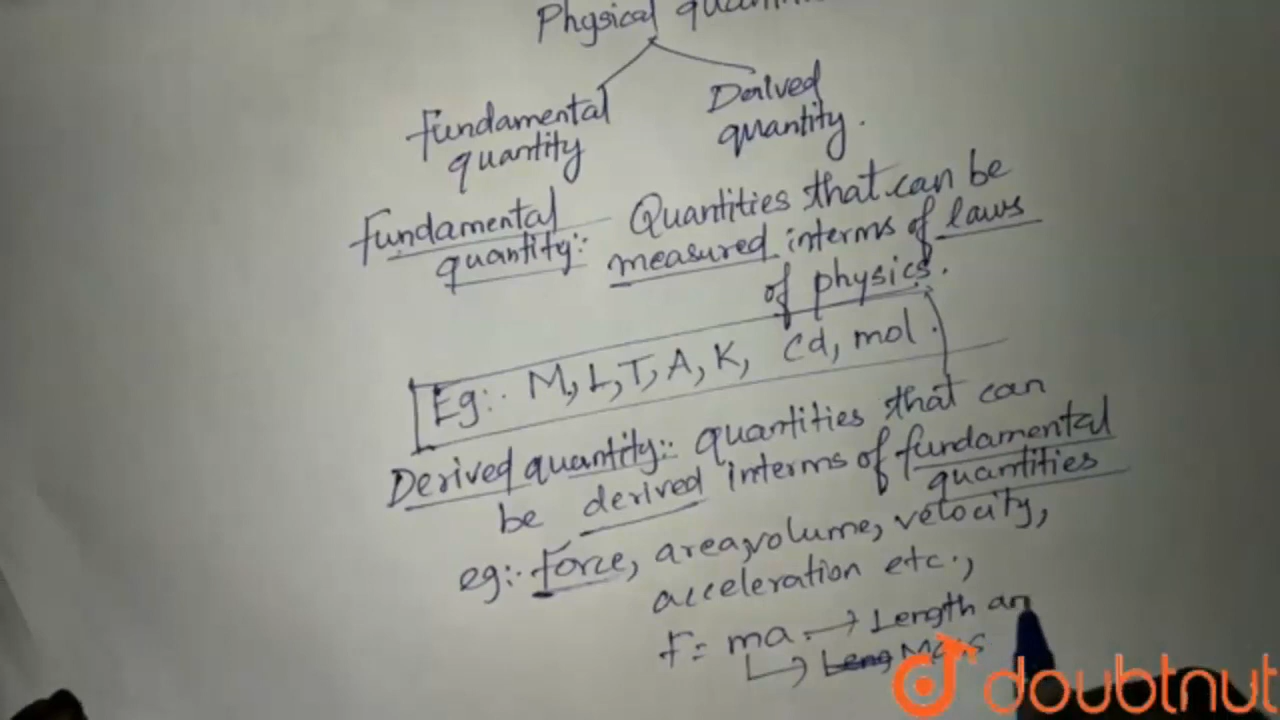 Physical
Fundamental quantity
Derived quantity.
Fundamental quantity:- Quantities that can be
measured interms of laws
of physics.
Eg:- M, L, T, A, K, Cd, mol.
Derived quantity:- quantities that can
be derived interms of fundamental
quantities
eg:- Force, area, volume, velocity,
acceleration etc.,
F = ma. → Length an
↳ Leng Mass
doubtnut